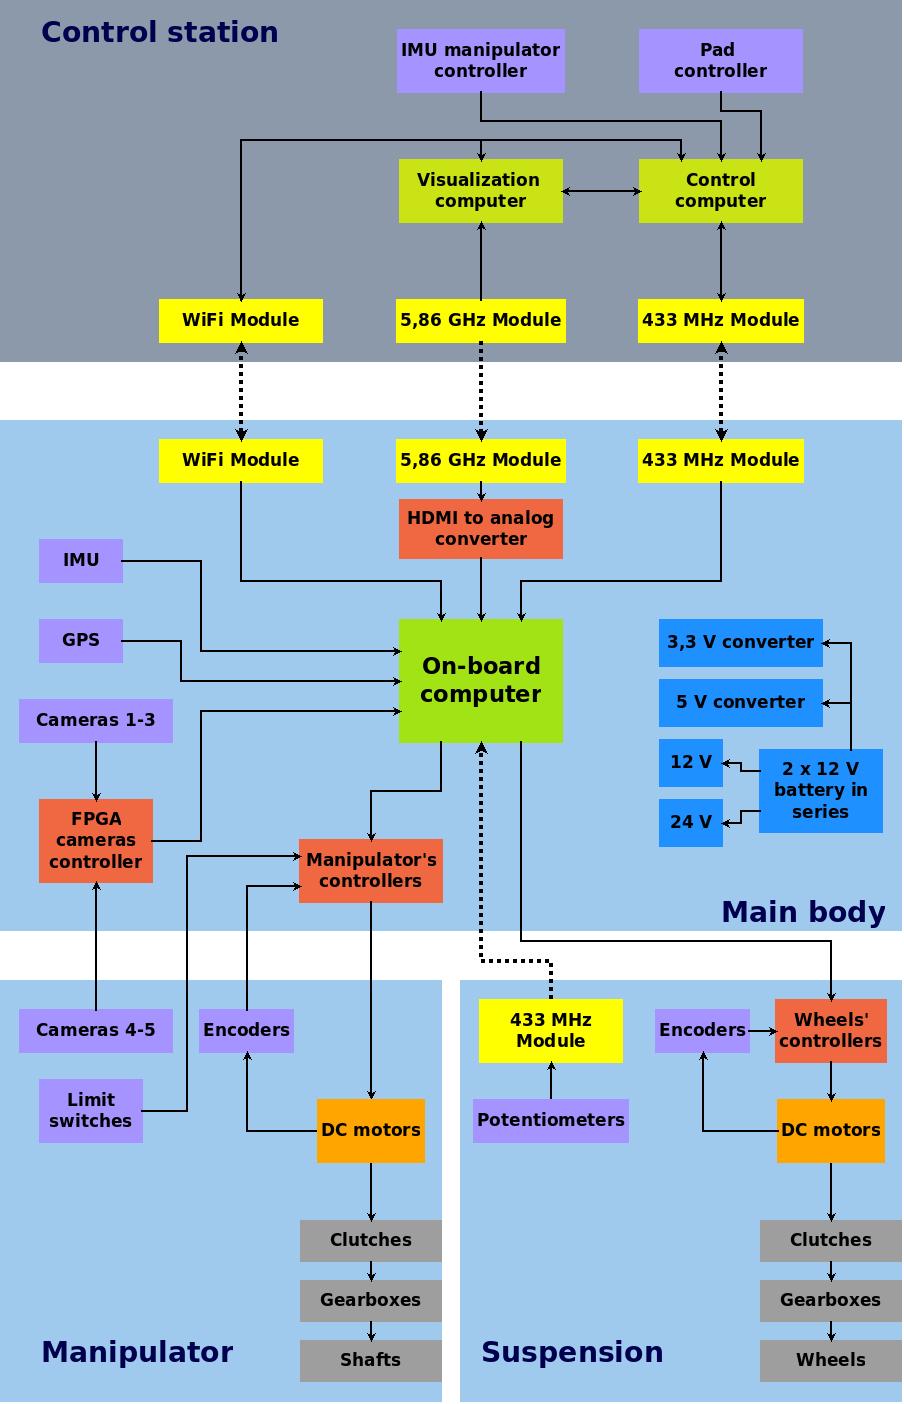 Control station
IMU manipulator
controller
Pad
controller
Visualization
computer
Control
computer
WiFi Module
5,86 GHz Module
433 MHz Module
WiFi Module
5,86 GHz Module
433 MHz Module
HDMI to analog
converter
IMU
GPS
Cameras 1-3
FPGA
cameras
controller
On-board
computer
3,3 V converter
5 V converter
12 V
24 V
2 x 12 V
battery in
series
Manipulator's
controllers
Main body
Cameras 4-5
Encoders
Limit
switches
DC motors
Clutches
Gearboxes
Shafts
Manipulator
433 MHz
Module
Potentiometers
Encoders
Wheels'
controllers
DC motors
Clutches
Gearboxes
Wheels
Suspension